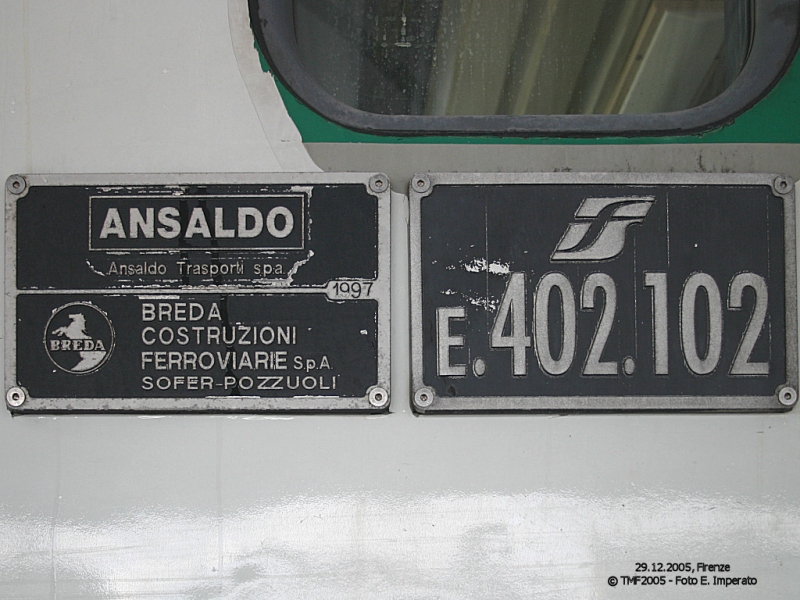 ANSALDO
Ansaldo Trasporti s.p.a.
1997
BREDA
BREDA
COSTRUZIONI
FERROVIARIE S.p.A
SOFER-POZZUOLI
E.402.102
29.12.2005, Firenze
© TMF2005 - Foto E. Imperato